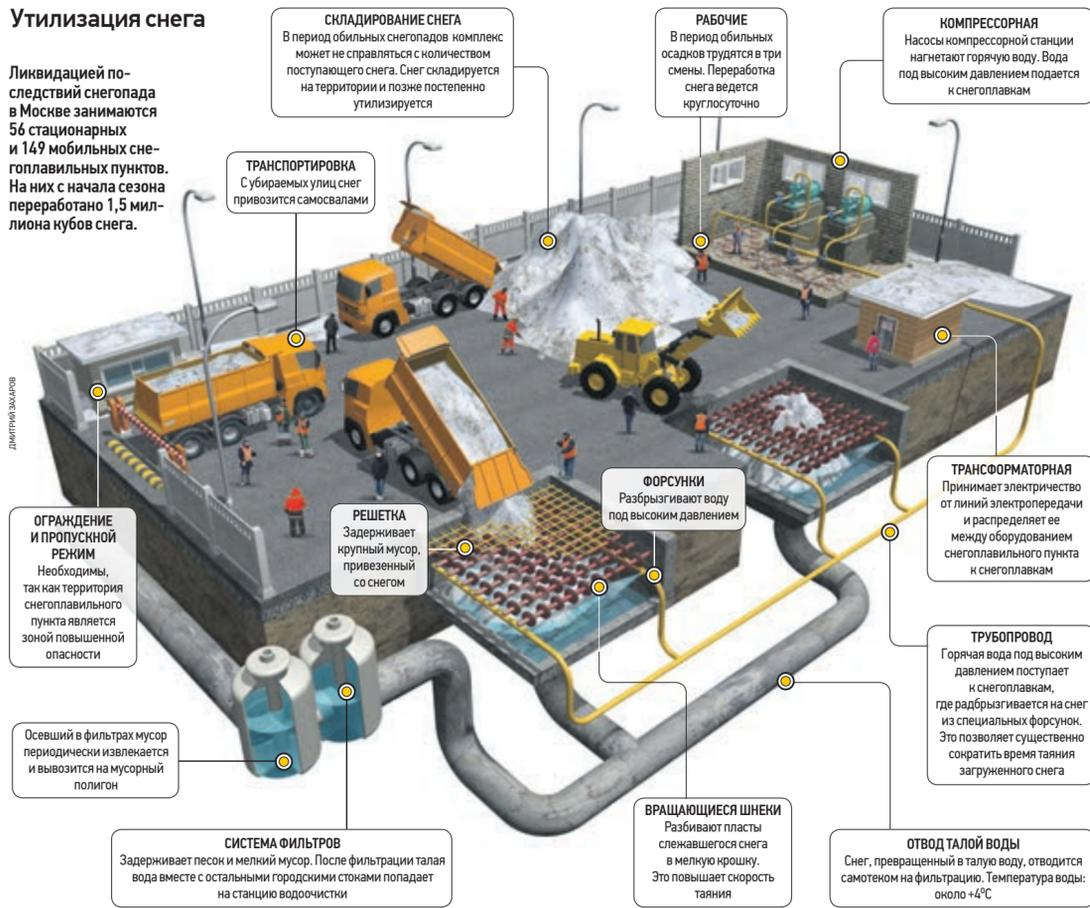 Утилизация снега
Ликвидацией по-
следствий снегопада
в Москве занимаются
56 стационарных
и 149 мобильных сне-
гоплавильных пунктов.
На них с начала сезона
переработано 1,5 мил-
лиона кубов снега.
СКЛАДИРОВАНИЕ СНЕГА
В период обильных снегопадов комплекс
может не справляться с количеством
поступающего снега. Снег складируется
на территории и позже постепенно
утилизируется
РАБОЧИЕ
В период обильных
осадков трудятся в три
смены. Переработка
снега ведется
круглосуточно
КОМПРЕССОРНАЯ
Насосы компрессорной станции
нагнетают горячую воду. Вода
под высоким давлением подается
к снегоплавкам
ТРАНСПОРТИРОВКА
С убираемых улиц снег
привозится самосвалами
ДМИТРИЙ ЗАХАРОВ
ОГРАЖДЕНИЕ
И ПРОПУСКНОЙ
РЕЖИМ
Необходимы,
так как территория
снегоплавильного
пункта является
зоной повышенной
опасности
РЕШЕТКА
Задерживает
крупный мусор,
привезенный
со снегом
ФОРСУНКИ
Разбрызгивают воду
под высоким давлением
ТРАНСФОРМАТОРНАЯ
Принимает электричество
от линий электропередачи
и распределяет ее
между оборудованием
снегоплавильного пункта
к снегоплавкам
ТРУБОПРОВОД
Горячая вода под высоким
давлением поступает
к снегоплавкам,
где радбрызгивается на снег
из специальных форсунок.
Это позволяет существенно
сократить время таяния
загруженного снега
Осевший в фильтрах мусор
периодически извлекается
и вывозится на мусорный
полигон
СИСТЕМА ФИЛЬТРОВ
Задерживает песок и мелкий мусор. После фильтрации талая
вода вместе с остальными городскими стоками попадает
на станцию водоочистки
ВРАЩАЮЩИЕСЯ ШНЕКИ
Разбивают пласты
слежавшегося снега
в мелкую крошку.
Это повышает скорость
таяния
ОТВОД ТАЛОЙ ВОДЫ
Снег, превращенный в талую воду, отводится
самотеком на фильтрацию. Температура воды:
около +4°С